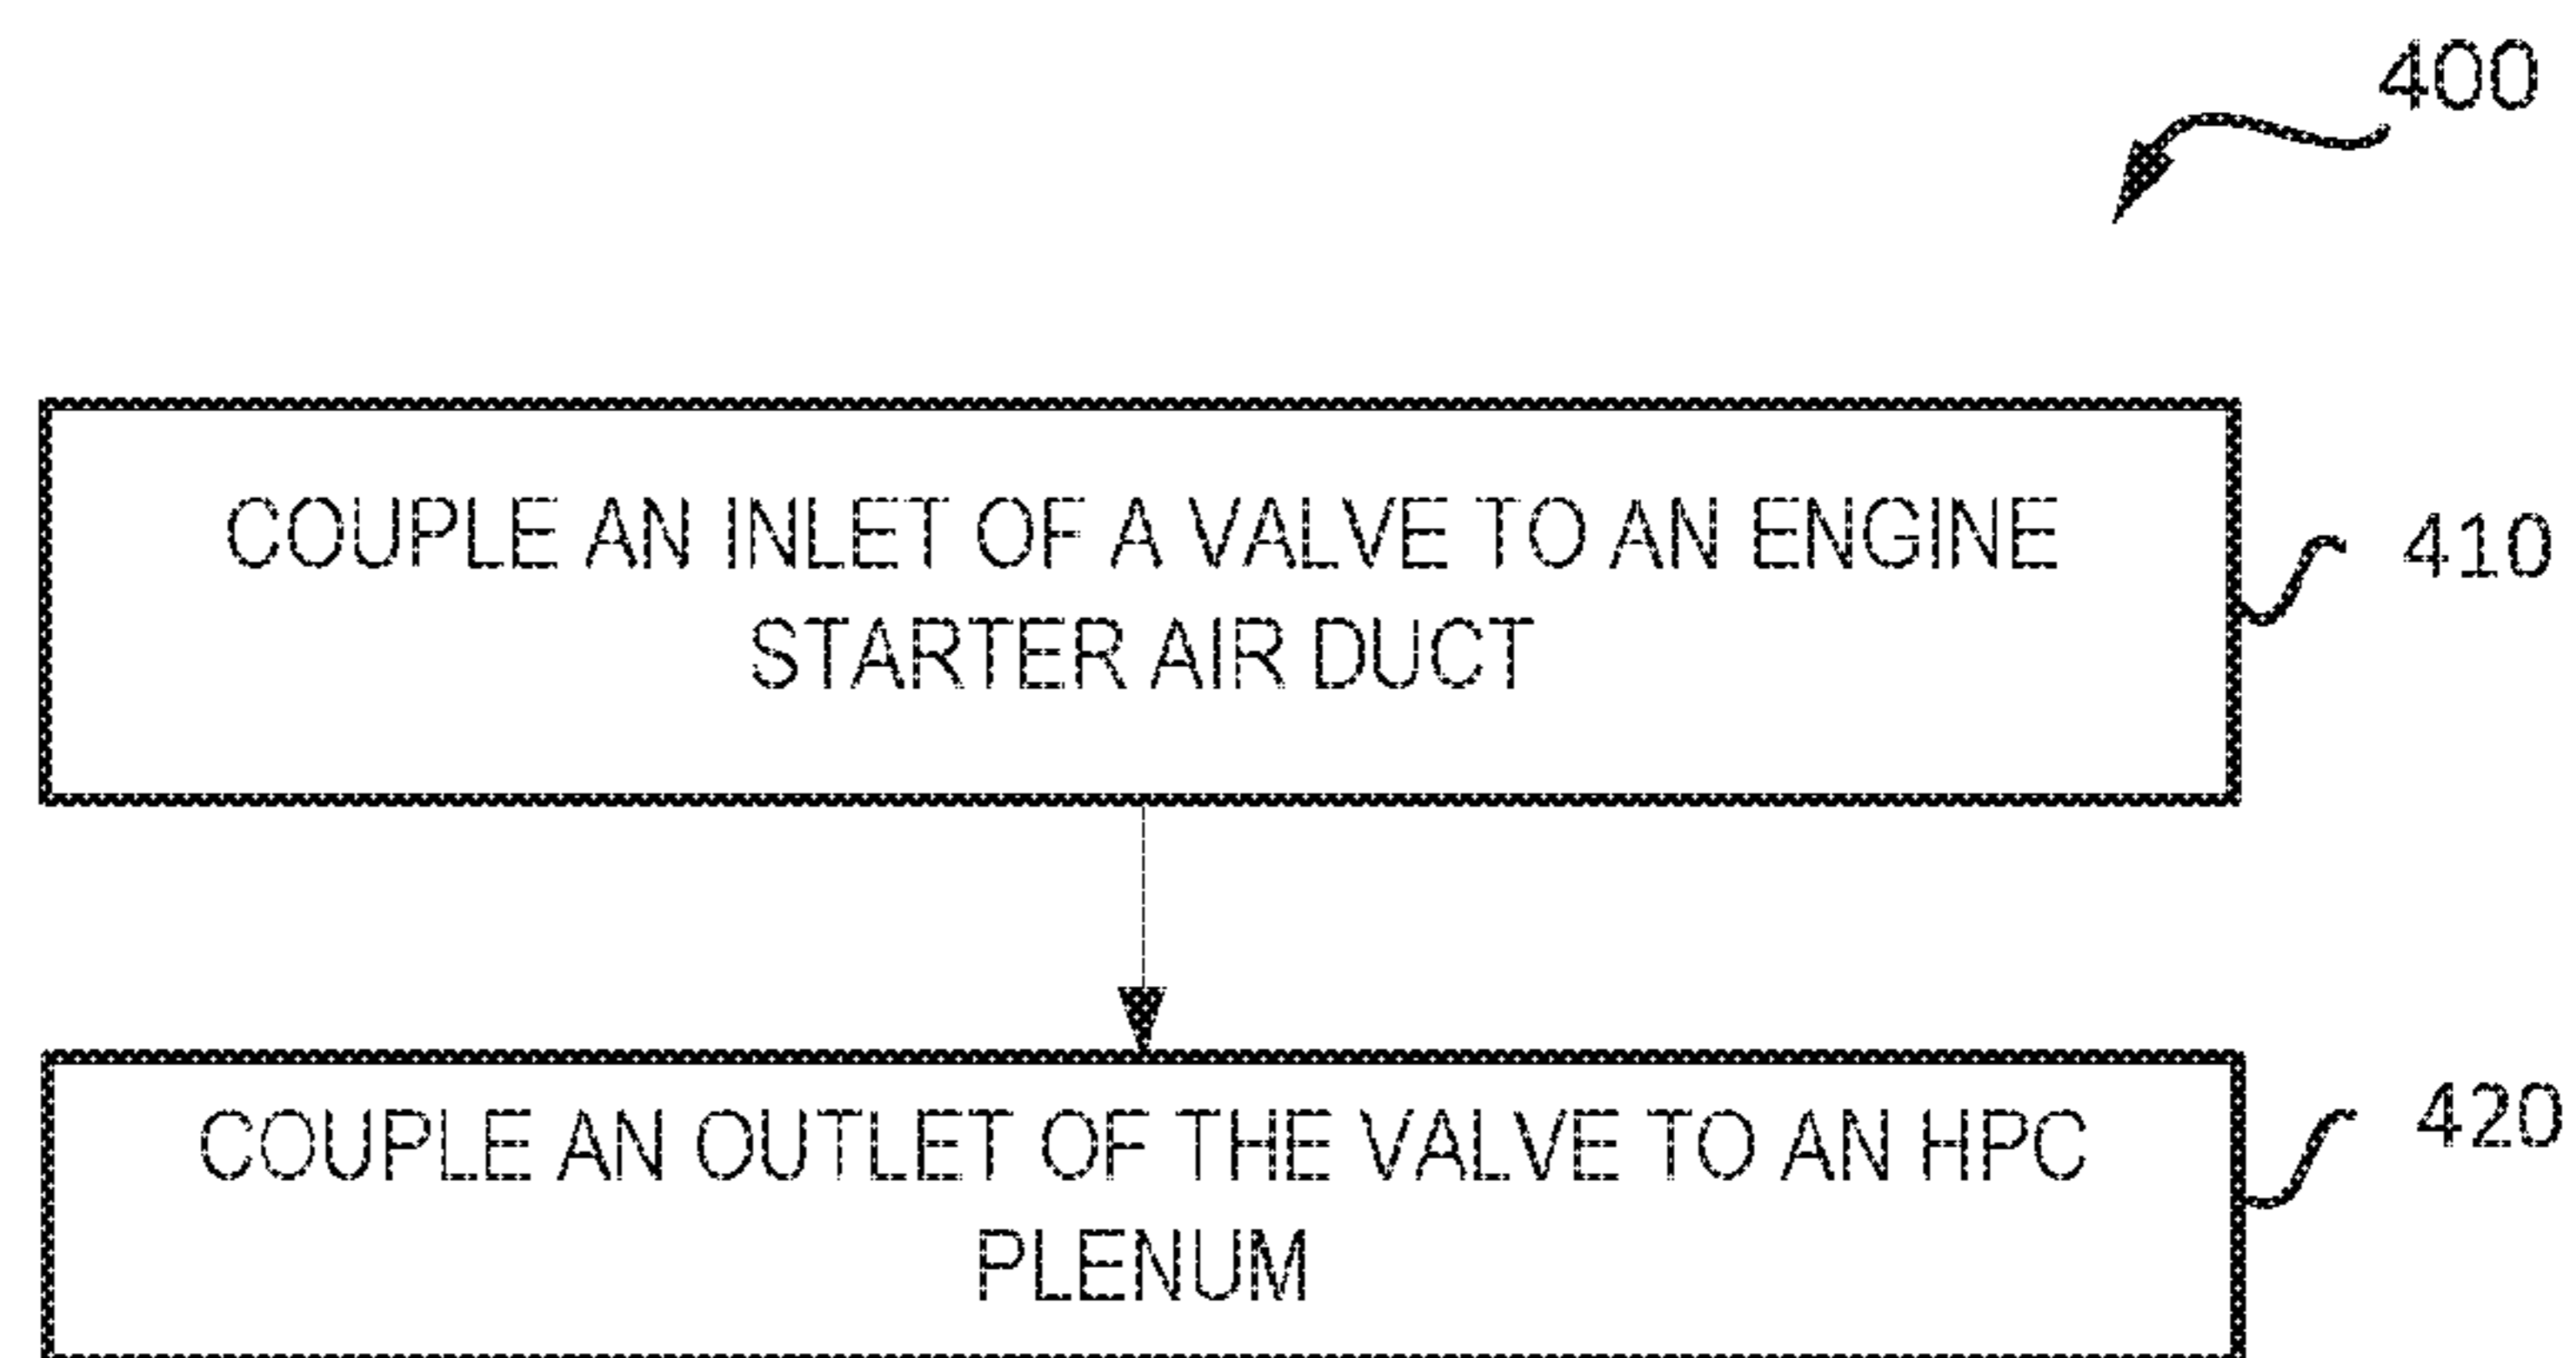 400
COUPLE AN INLET OF A VALVE TO AN ENGINE
STARTER AIR DUCT
410
COUPLE AN OUTLET OF THE VALVE TO AN HPC
PLENUM
420